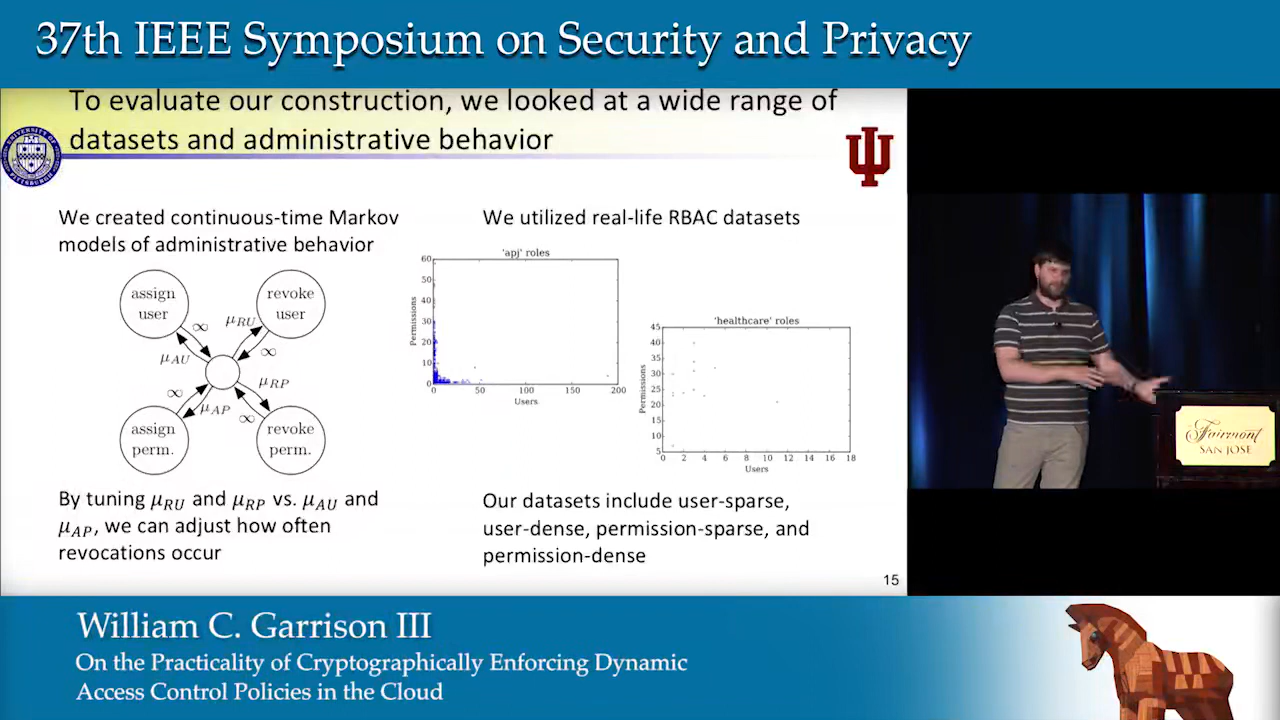 37th IEEE Symposium on Security and Privacy
To evaluate our construction, we looked at a wide range of
datasets and administrative behavior
UNIVERSITY OF
PITTSBURGH
We created continuous-time Markov
models of administrative behavior
assign
user
revoke
user
∞
μRU
μAU
∞
∞
μRP
μAP
∞
assign
perm.
revoke
perm.
By tuning μRU and μRP vs. μAU and
μAP, we can adjust how often
revocations occur
We utilized real-life RBAC datasets
'apj' roles
Permissions
60
50
40
30
20
10
0
0 50 100 150 200
Users
'healthcare' roles
Permissions
45
40
35
30
25
20
15
10
5
0 2 4 6 8 10 12 14 16 18
Users
Our datasets include user-sparse,
user-dense, permission-sparse, and
permission-dense
15
Fairmont
SAN JOSE
William C. Garrison III
On the Practicality of Cryptographically Enforcing Dynamic
Access Control Policies in the Cloud